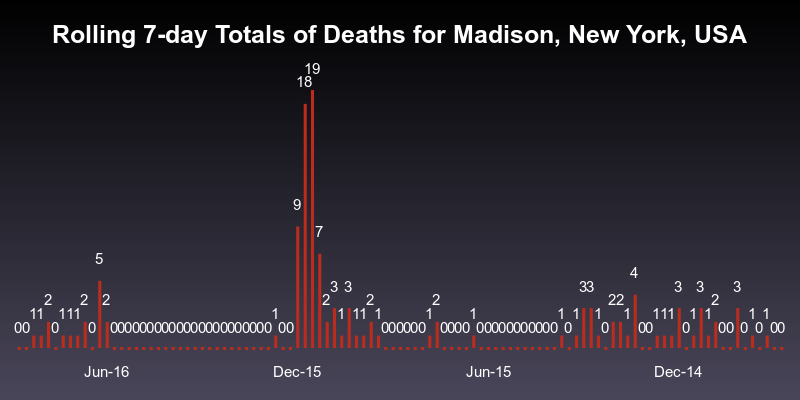 Rolling 7-day Totals of Deaths for Madison, New York, USA
19
18
9
7
5
4
3 3 33 3 3 3
2 2 2 2 2 2 22 2
11 111 1 1 11 1 1 1 1 1 1 1 111 1 1 1 1
00 0 0 0000000000000000000000 00 000000 0000 00000000000 0 0 00 0 00 0 0 00
Jun-16 Dec-15 Jun-15 Dec-14